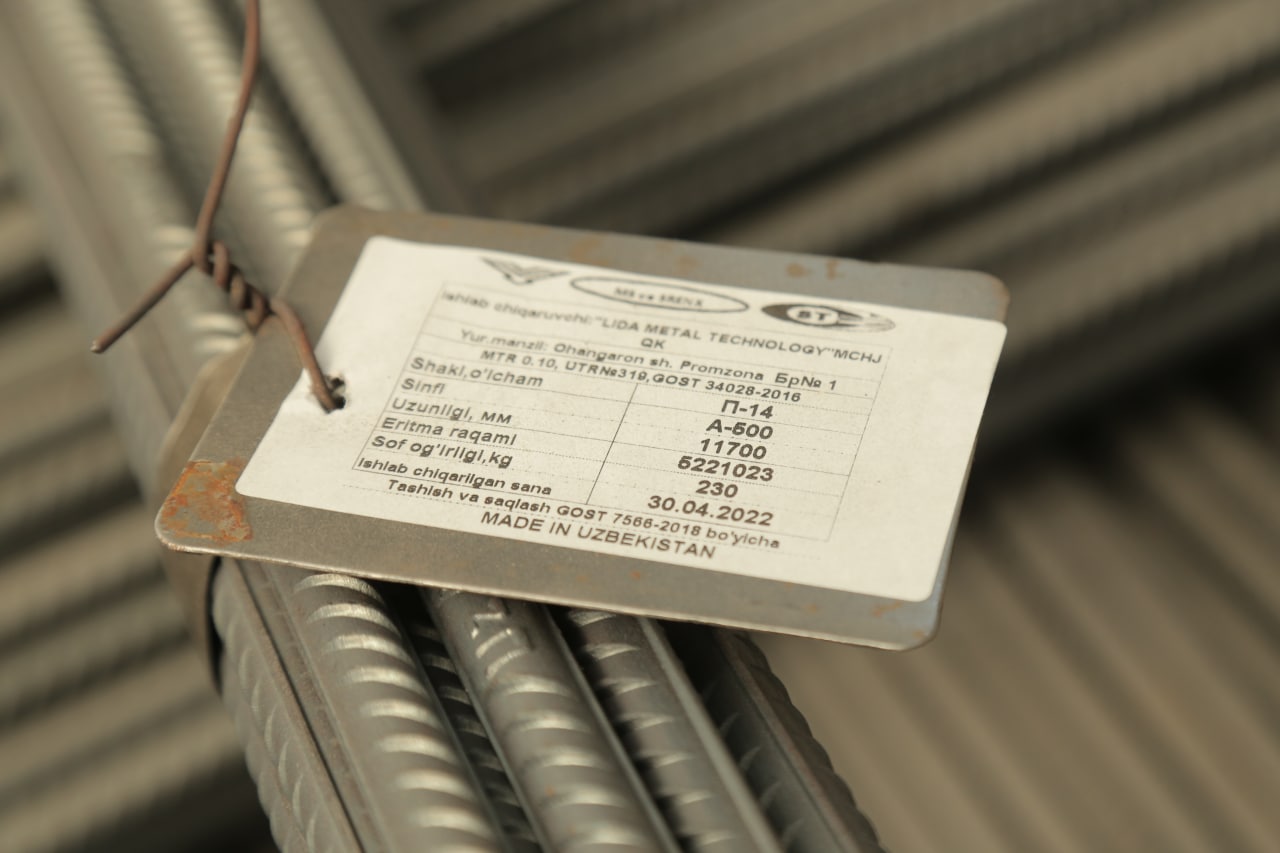 BT
Ishlab chiqaruvchi:"LIDA METAL TECHNOLOGY"MCHJ
QK
Yur.manzil: Ohangaron sh. Promzona БрNº 1
MTR 0.10, UTRNº319,GOST 34028-2016
Shakl,o'lcham П-14
Sinfi A-500
Uzunligi, мм 11700
Eritma raqami 5221023
Sof og'irligi,kg 230
Ishlab chiqarilgan sana 30.04.2022
Tashish va saqlash GOST 7566-2018 bo'yicha
MADE IN UZBEKISTAN